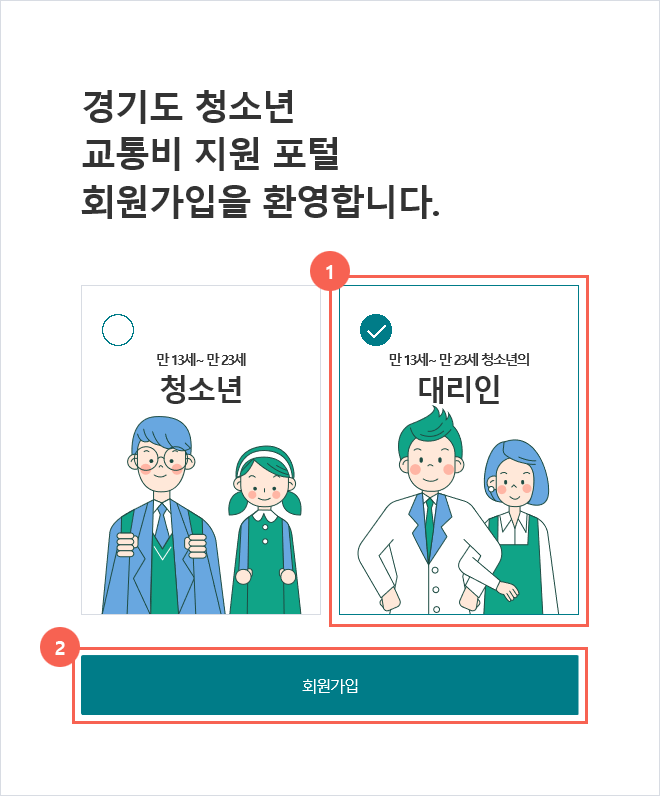 경기도 청소년
교통비 지원 포털
회원가입을 환영합니다.
1
만 13세~ 만 23세
청소년
만 13세~ 만 23세 청소년의
대리인
2
회원가입